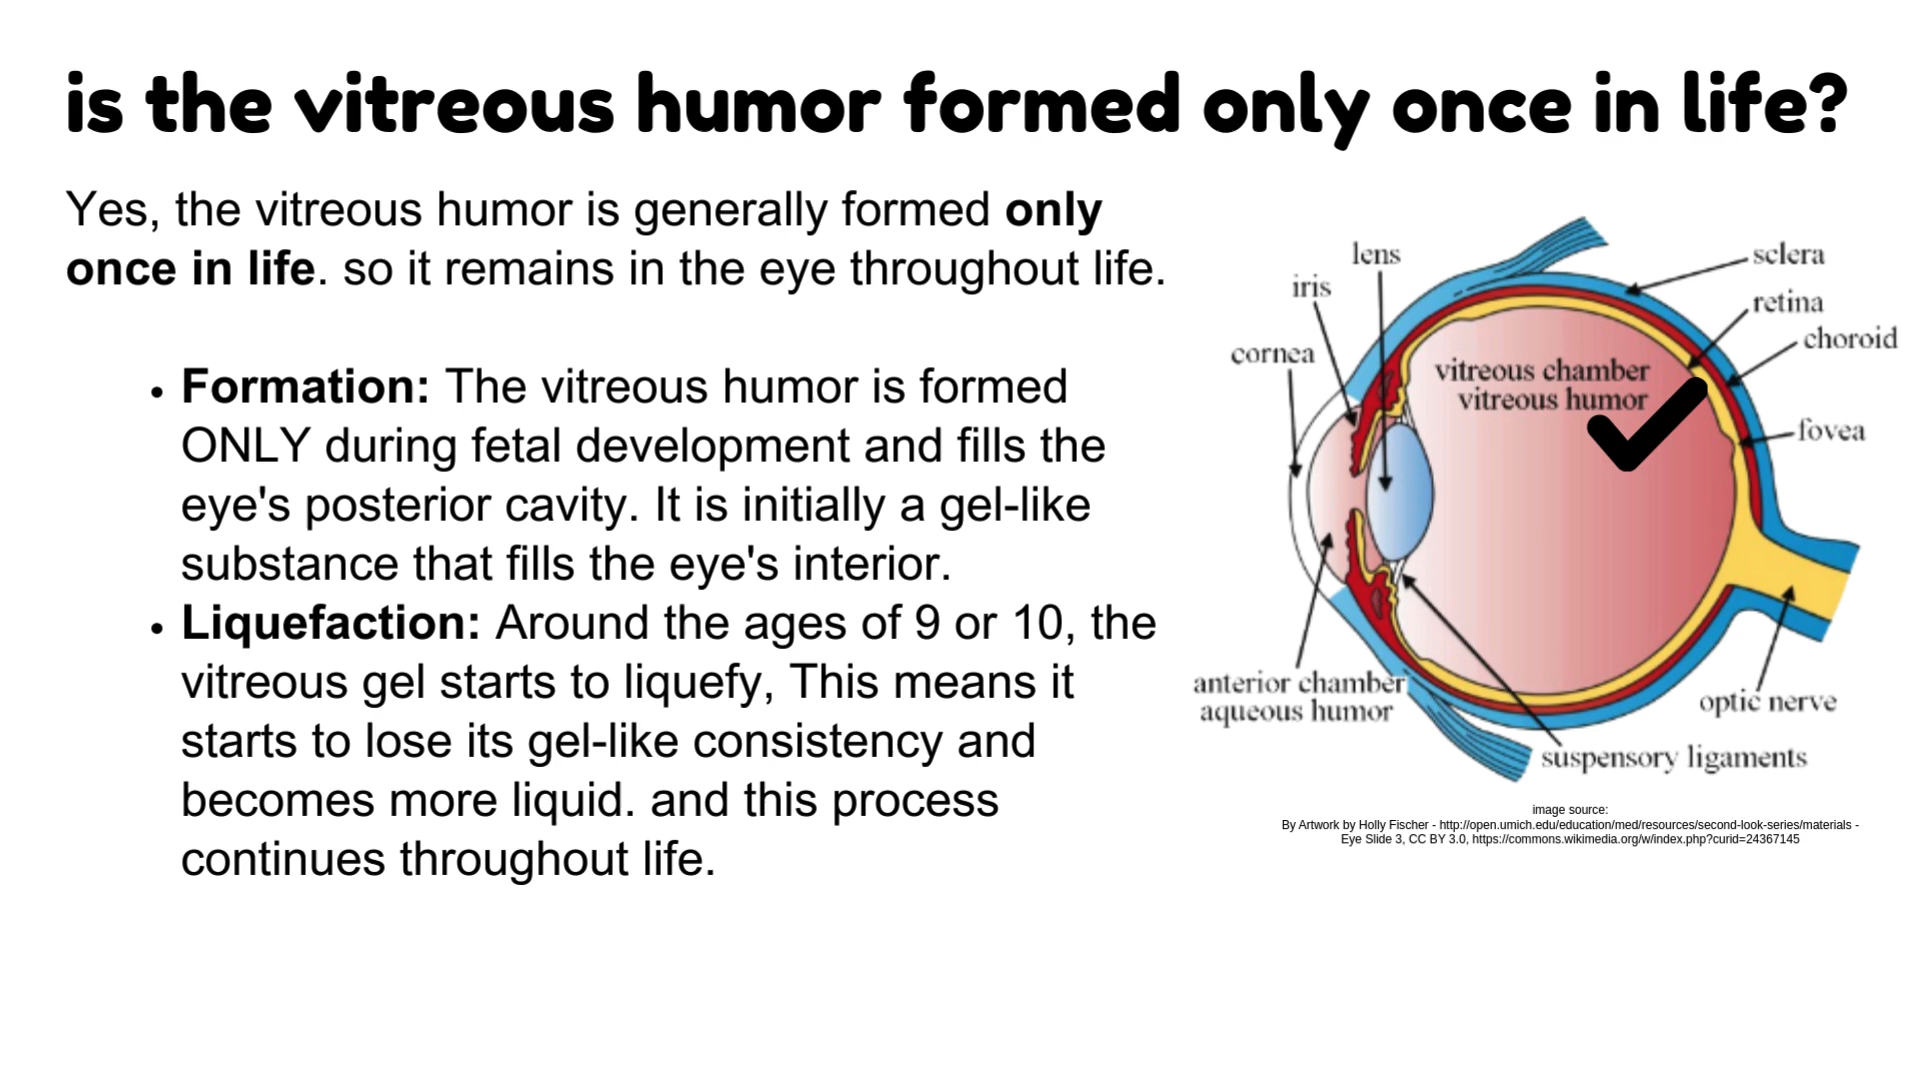 is the vitreous humor formed only once in life?
Yes, the vitreous humor is generally formed only
once in life. so it remains in the eye throughout life.
• Formation: The vitreous humor is formed
ONLY during fetal development and fills the
eye's posterior cavity. It is initially a gel-like
substance that fills the eye's interior.
• Liquefaction: Around the ages of 9 or 10, the
vitreous gel starts to liquefy, This means it
starts to lose its gel-like consistency and
becomes more liquid. and this process
continues throughout life.
lens
iris
cornea
sclera
retina
choroid
vitreous chamber
vitreous humor
fovea
anterior chamber
aqueous humor
optic nerve
suspensory ligaments
image source:
By Artwork by Holly Fischer - http://open.umich.edu/education/med/resources/second-look-series/materials -
Eye Slide 3, CC BY 3.0, https://commons.wikimedia.org/w/index.php?curid=24367145